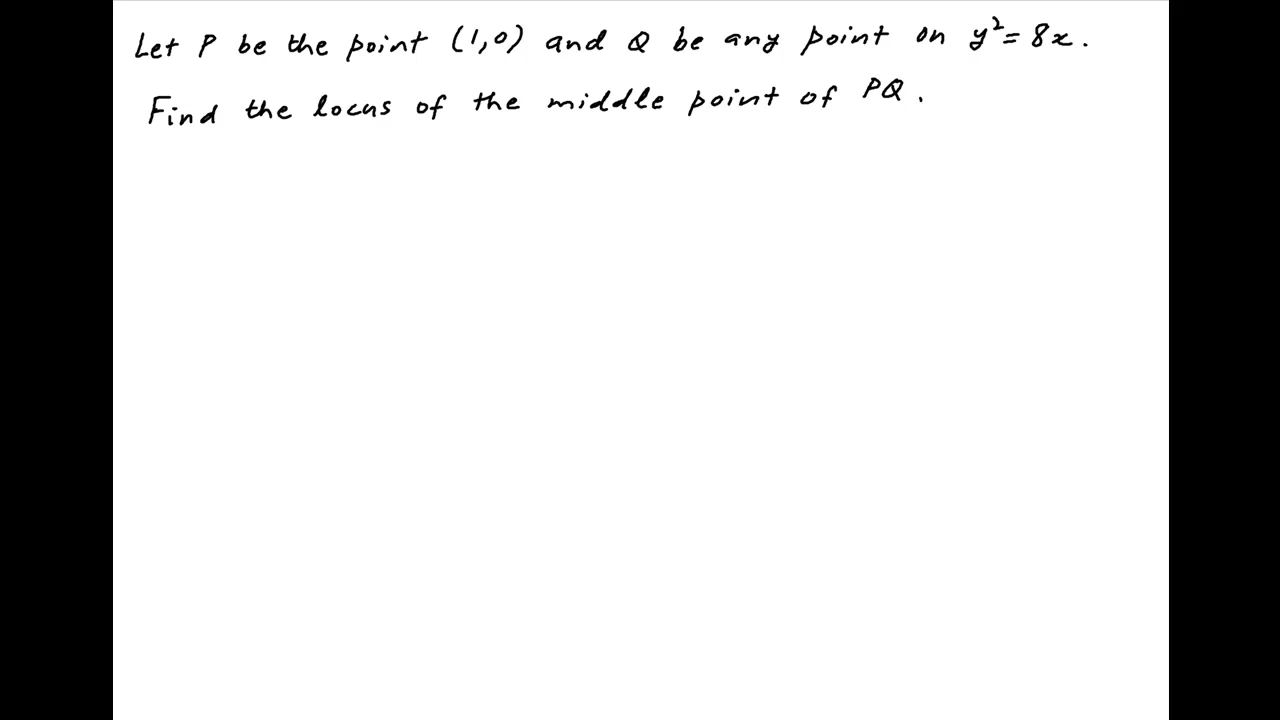 Let P be the point (1,0) and Q be any point on y² = 8x.
Find the locus of the middle point of PQ.